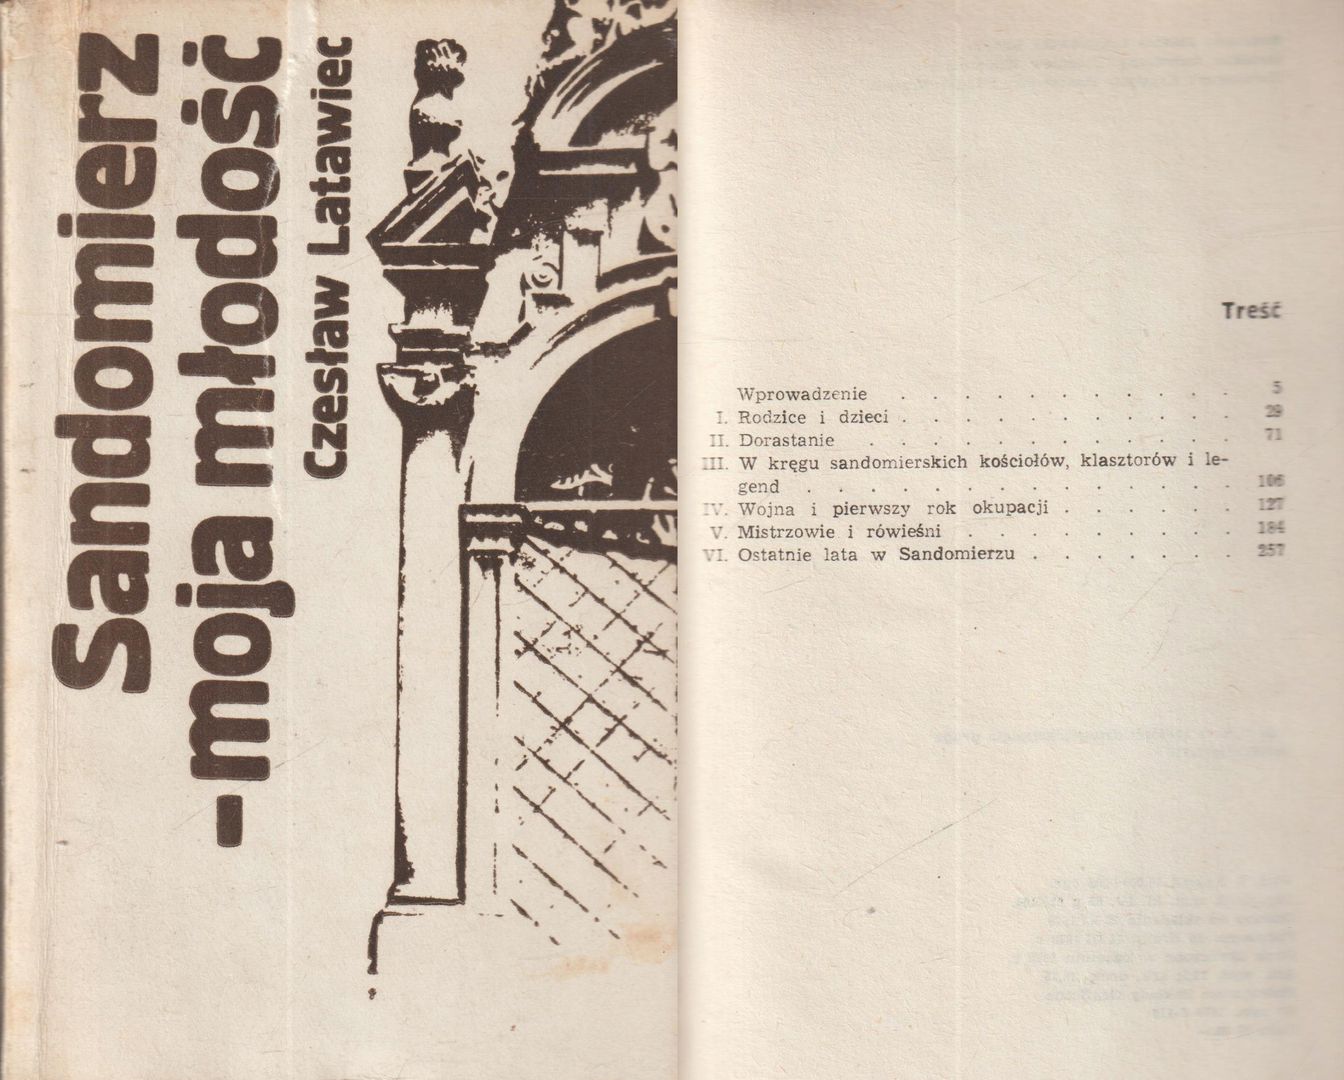 Sandomierz
-moja młodość
Czesław Latawiec
Treść
Wprowadzenie . . . . . . . . . . . . 5
I. Rodzice i dzieci . . . . . . . . . . . . 29
II. Dorastanie . . . . . . . . . . . . 71
III. W kręgu sandomierskich kościołów, klasztorów i le-
gend . . . . . . . . . . . . . . 106
IV. Wojna i pierwszy rok okupacji . . . . . . 127
V. Mistrzowie i rówieśni . . . . . . . . . 184
VI. Ostatnie lata w Sandomierzu . . . . . . . 257